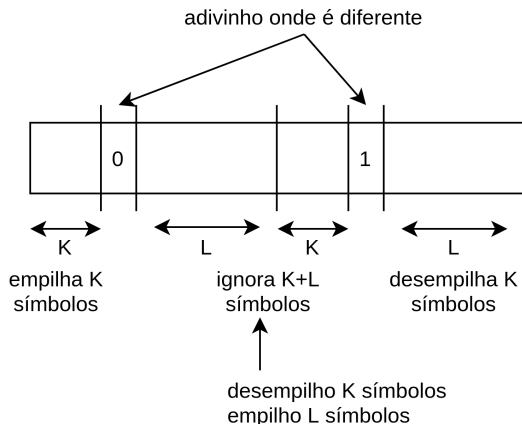 adivinho onde é diferente
0
1
K
L
K
L
empilha K
símbolos
ignora K+L
símbolos
desempilha K
símbolos
desempilho K símbolos
empilho L símbolos